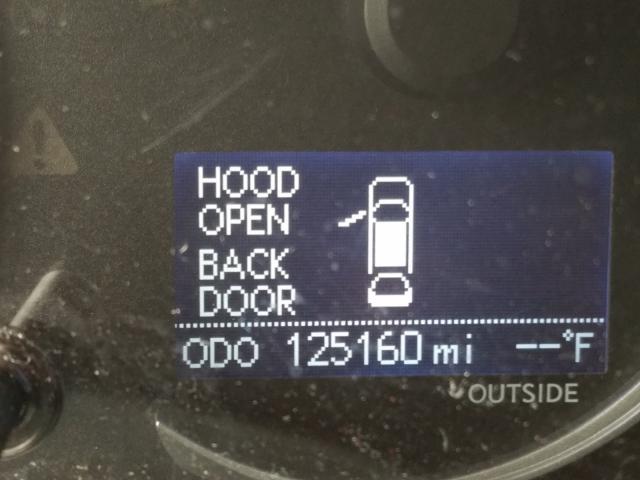 HOOD
OPEN
BACK
DOOR
ODO 125160 mi --°F
OUTSIDE